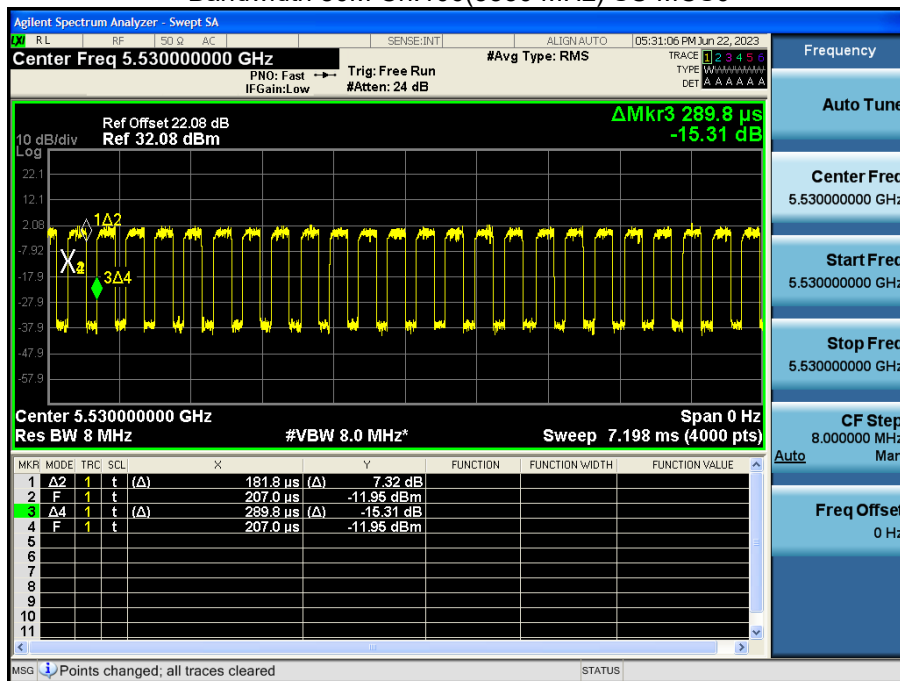 Agilent Spectrum Analyzer - Swept SA
LXI RL RF 50 Ω AC SENSE:INT ALIGN AUTO 05:31:06 PM Jun 22, 2023
Center Freq 5.530000000 GHz #Avg Type: RMS TRACE 1 2 3 4 5 6
PNO: Fast Trig: Free Run TYPE WWWWWW
IFGain:Low #Atten: 24 dB DET A A A A A A
Frequency
Ref Offset 22.08 dB ΔMkr3 289.8 µs
10 dB/div Ref 32.08 dBm -15.31 dB
Log
22.1
12.1
2.08
-7.92
-17.9
-27.9
-37.9
-47.9
-57.9
1Δ2
3Δ4
Center 5.530000000 GHz Span 0 Hz
Res BW 8 MHz #VBW 8.0 MHz* Sweep 7.198 ms (4000 pts)
MKR MODE TRC SCL X Y FUNCTION FUNCTION WIDTH FUNCTION VALUE
1 Δ2 1 t (Δ) 181.8 µs (Δ) 7.32 dB
2 F 1 t 207.0 µs -11.95 dBm
3 Δ4 1 t (Δ) 289.8 µs (Δ) -15.31 dB
4 F 1 t 207.0 µs -11.95 dBm
5
6
7
8
9
10
11
Auto Tune
Center Freq
5.530000000 GHz
Start Freq
5.530000000 GHz
Stop Freq
5.530000000 GHz
CF Step
8.000000 MHz
Auto Man
Freq Offset
0 Hz
MSG Points changed; all traces cleared STATUS